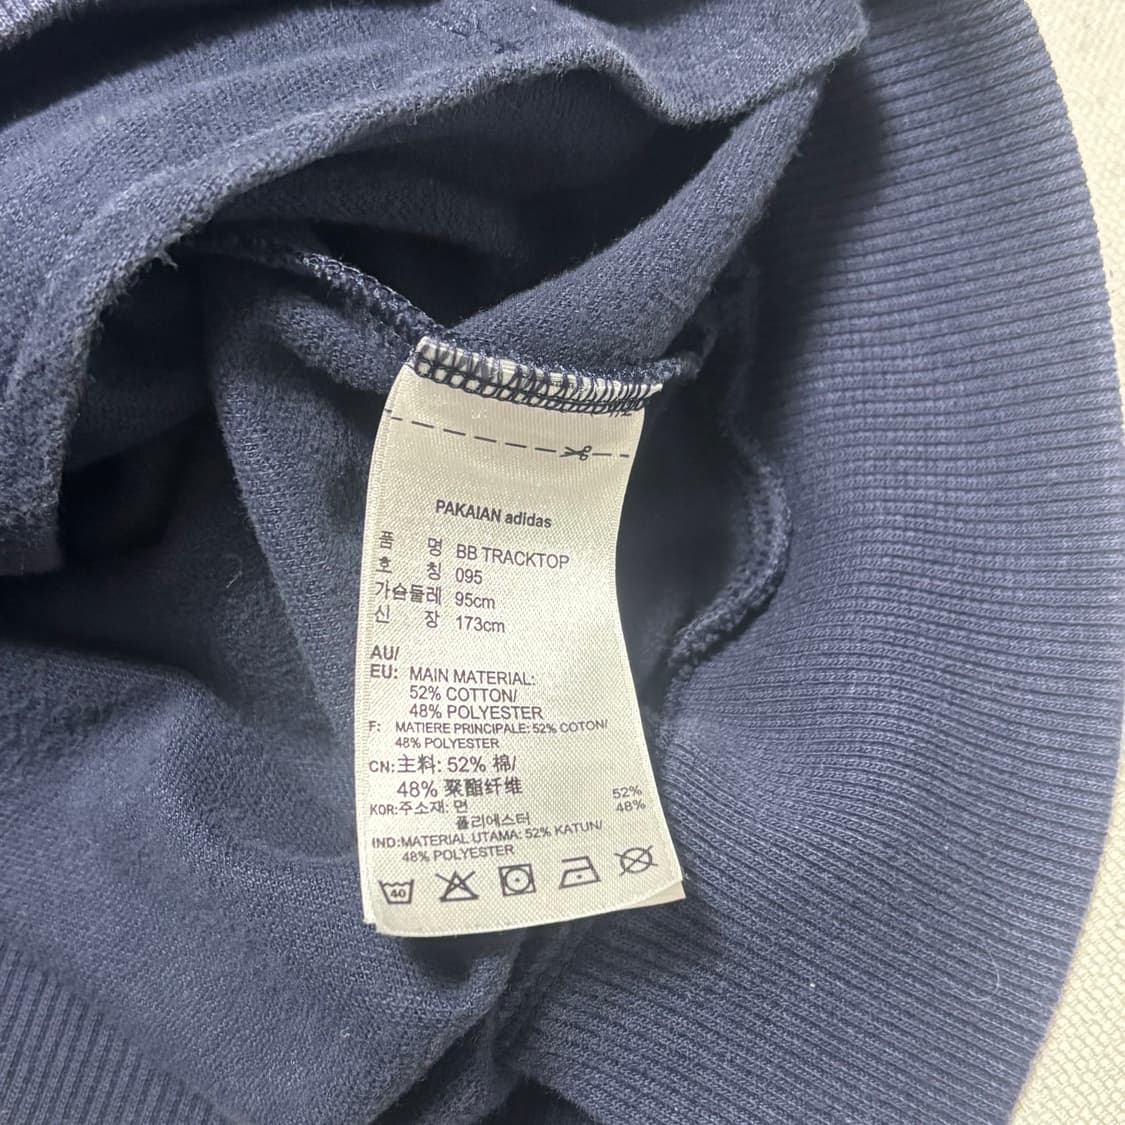 PAKAIAN adidas
품 명 BB TRACKTOP
호 칭 095
가슴둘레 95cm
신 장 173cm
AU/
EU: MAIN MATERIAL:
52% COTTON/
48% POLYESTER
F: MATIERE PRINCIPALE: 52% COTON/
48% POLYESTER
CN:主料: 52% 棉/
48% 聚酯纤维
KOR:주소재: 면 52%
폴리에스터 48%
IND:MATERIAL UTAMA: 52% KATUN/
48% POLYESTER
40